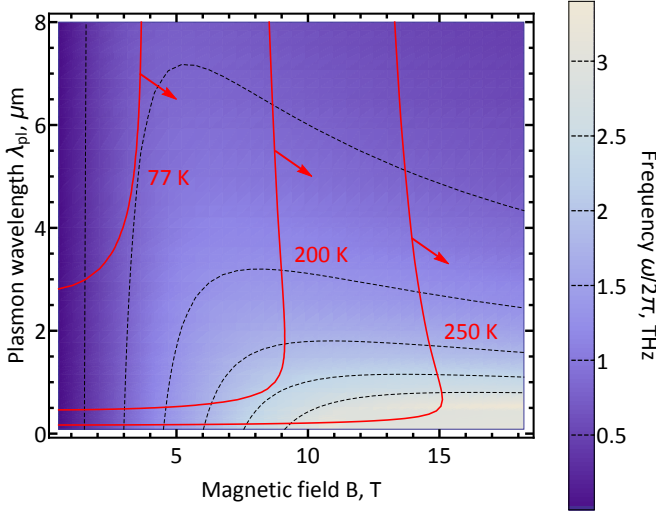 8
6
4
2
0
5
10
15
Plasmon wavelength λpl, μm
Magnetic field B, T
77 K
200 K
250 K
3
2.5
2
1.5
1
0.5
Frequency ω/2π, THz